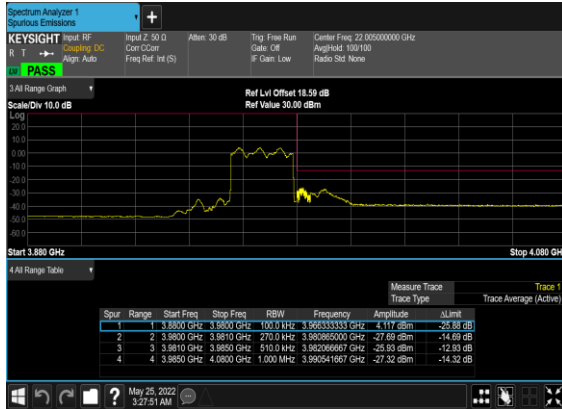 Spectrum Analyzer 1
Spurious Emissions
+
KEYSIGHT Input: RF Input Z: 50 Ω Atten: 30 dB Trig: Free Run Center Freq: 22.005000000 GHz
R T Coupling: DC Corr CCorr Gate: Off Avg|Hold: 100/100
Align: Auto Freq Ref: Int (S) IF Gain: Low Radio Std: None
PASS
3 All Range Graph
Ref Lvl Offset 18.59 dB
Scale/Div 10.0 dB Ref Value 30.00 dBm
Log
20.0
10.0
0.00
-10.0
-20.0
-30.0
-40.0
-50.0
-60.0
Start 3.880 GHz Stop 4.080 GH
4 All Range Table
Measure Trace Trace 1
Trace Type Trace Average (Active)
Spur Range Start Freq Stop Freq RBW Frequency Amplitude ΔLimit
1 1 3.8800 GHz 3.9800 GHz 100.0 kHz 3.966333333 GHz 4.117 dBm -25.88 dB
2 2 3.9800 GHz 3.9810 GHz 270.0 kHz 3.980865000 GHz -27.69 dBm -14.69 dB
3 3 3.9810 GHz 3.9850 GHz 510.0 kHz 3.982066667 GHz -25.93 dBm -12.93 dB
4 4 3.9850 GHz 4.0800 GHz 1.000 MHz 3.990541667 GHz -27.32 dBm -14.32 dB
? May 25, 2022
3:27:51 AM